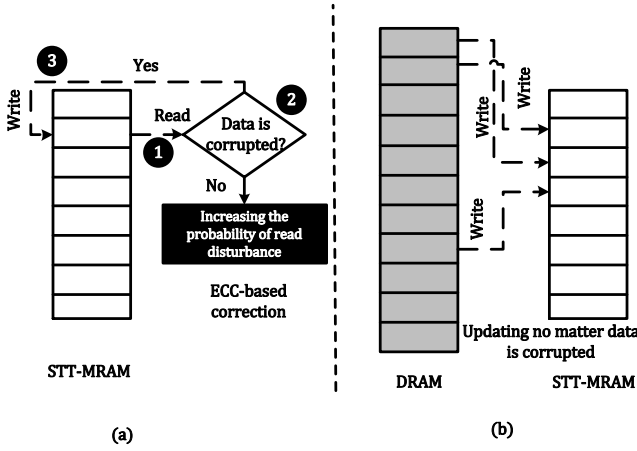 3
Yes
Write
Read
1
2
Data is
corrupted?
No
Increasing the
probability of read
disturbance
ECC-based
correction
STT-MRAM
(a)
Write
Write
Write
Updating no matter data
is corrupted
DRAM
STT-MRAM
(b)